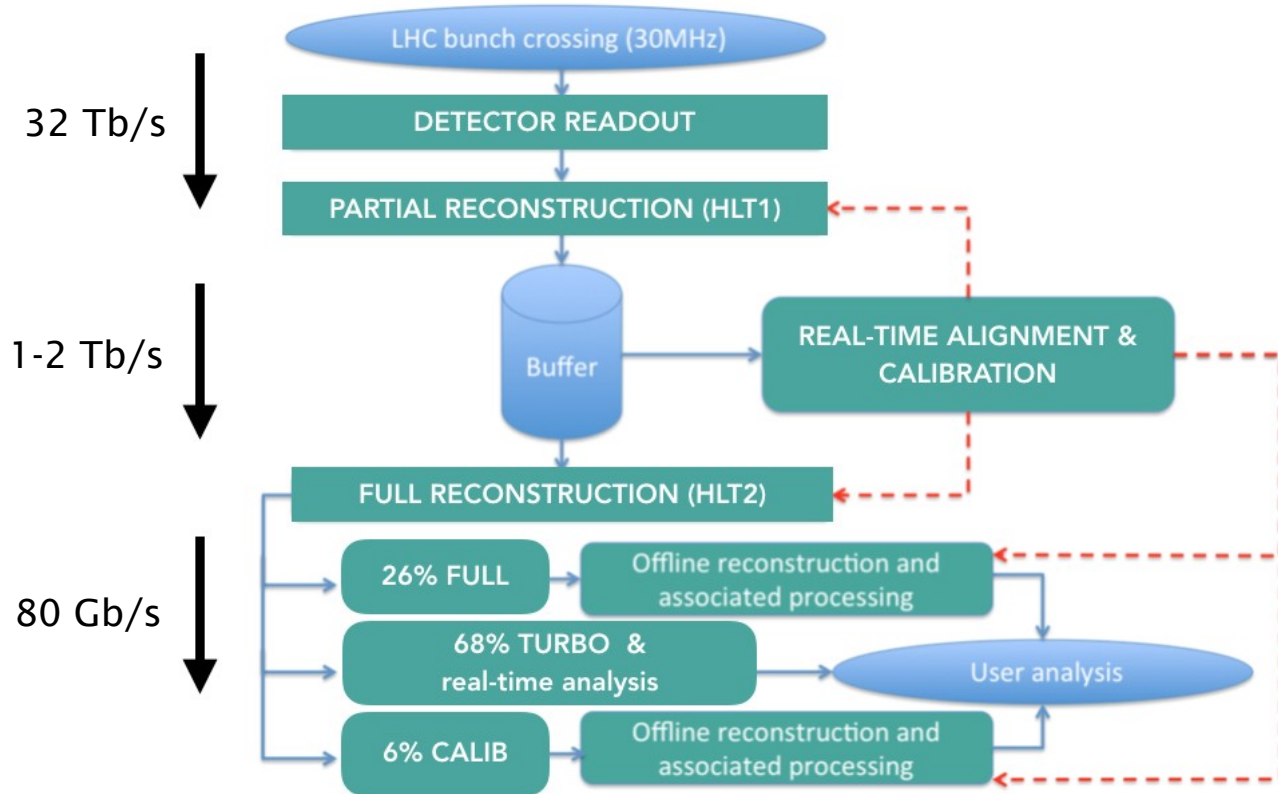 LHC bunch crossing (30MHz)
32 Tb/s
DETECTOR READOUT
PARTIAL RECONSTRUCTION (HLT1)
1-2 Tb/s
Buffer
REAL-TIME ALIGNMENT &
CALIBRATION
FULL RECONSTRUCTION (HLT2)
80 Gb/s
26% FULL
Offline reconstruction and
associated processing
68% TURBO &
real-time analysis
User analysis
6% CALIB
Offline reconstruction and
associated processing